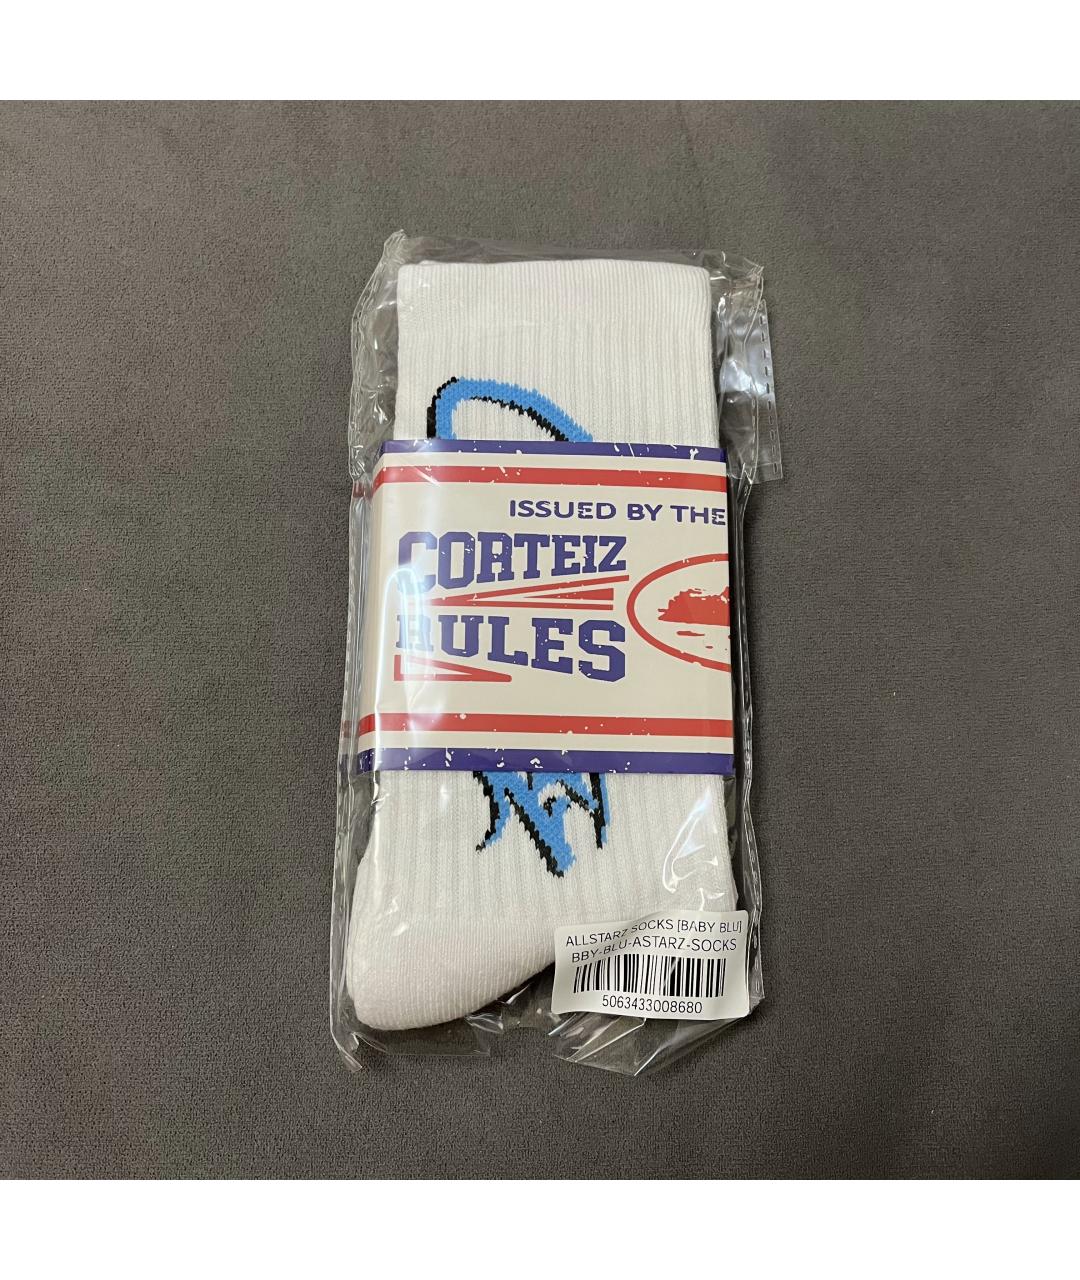 ISSUED BY THE
CORTEIZ
RULES
ALLSTARZ SOCKS [BABY BLU]
BBY-BLU-ASTARZ-SOCKS
5063433008680